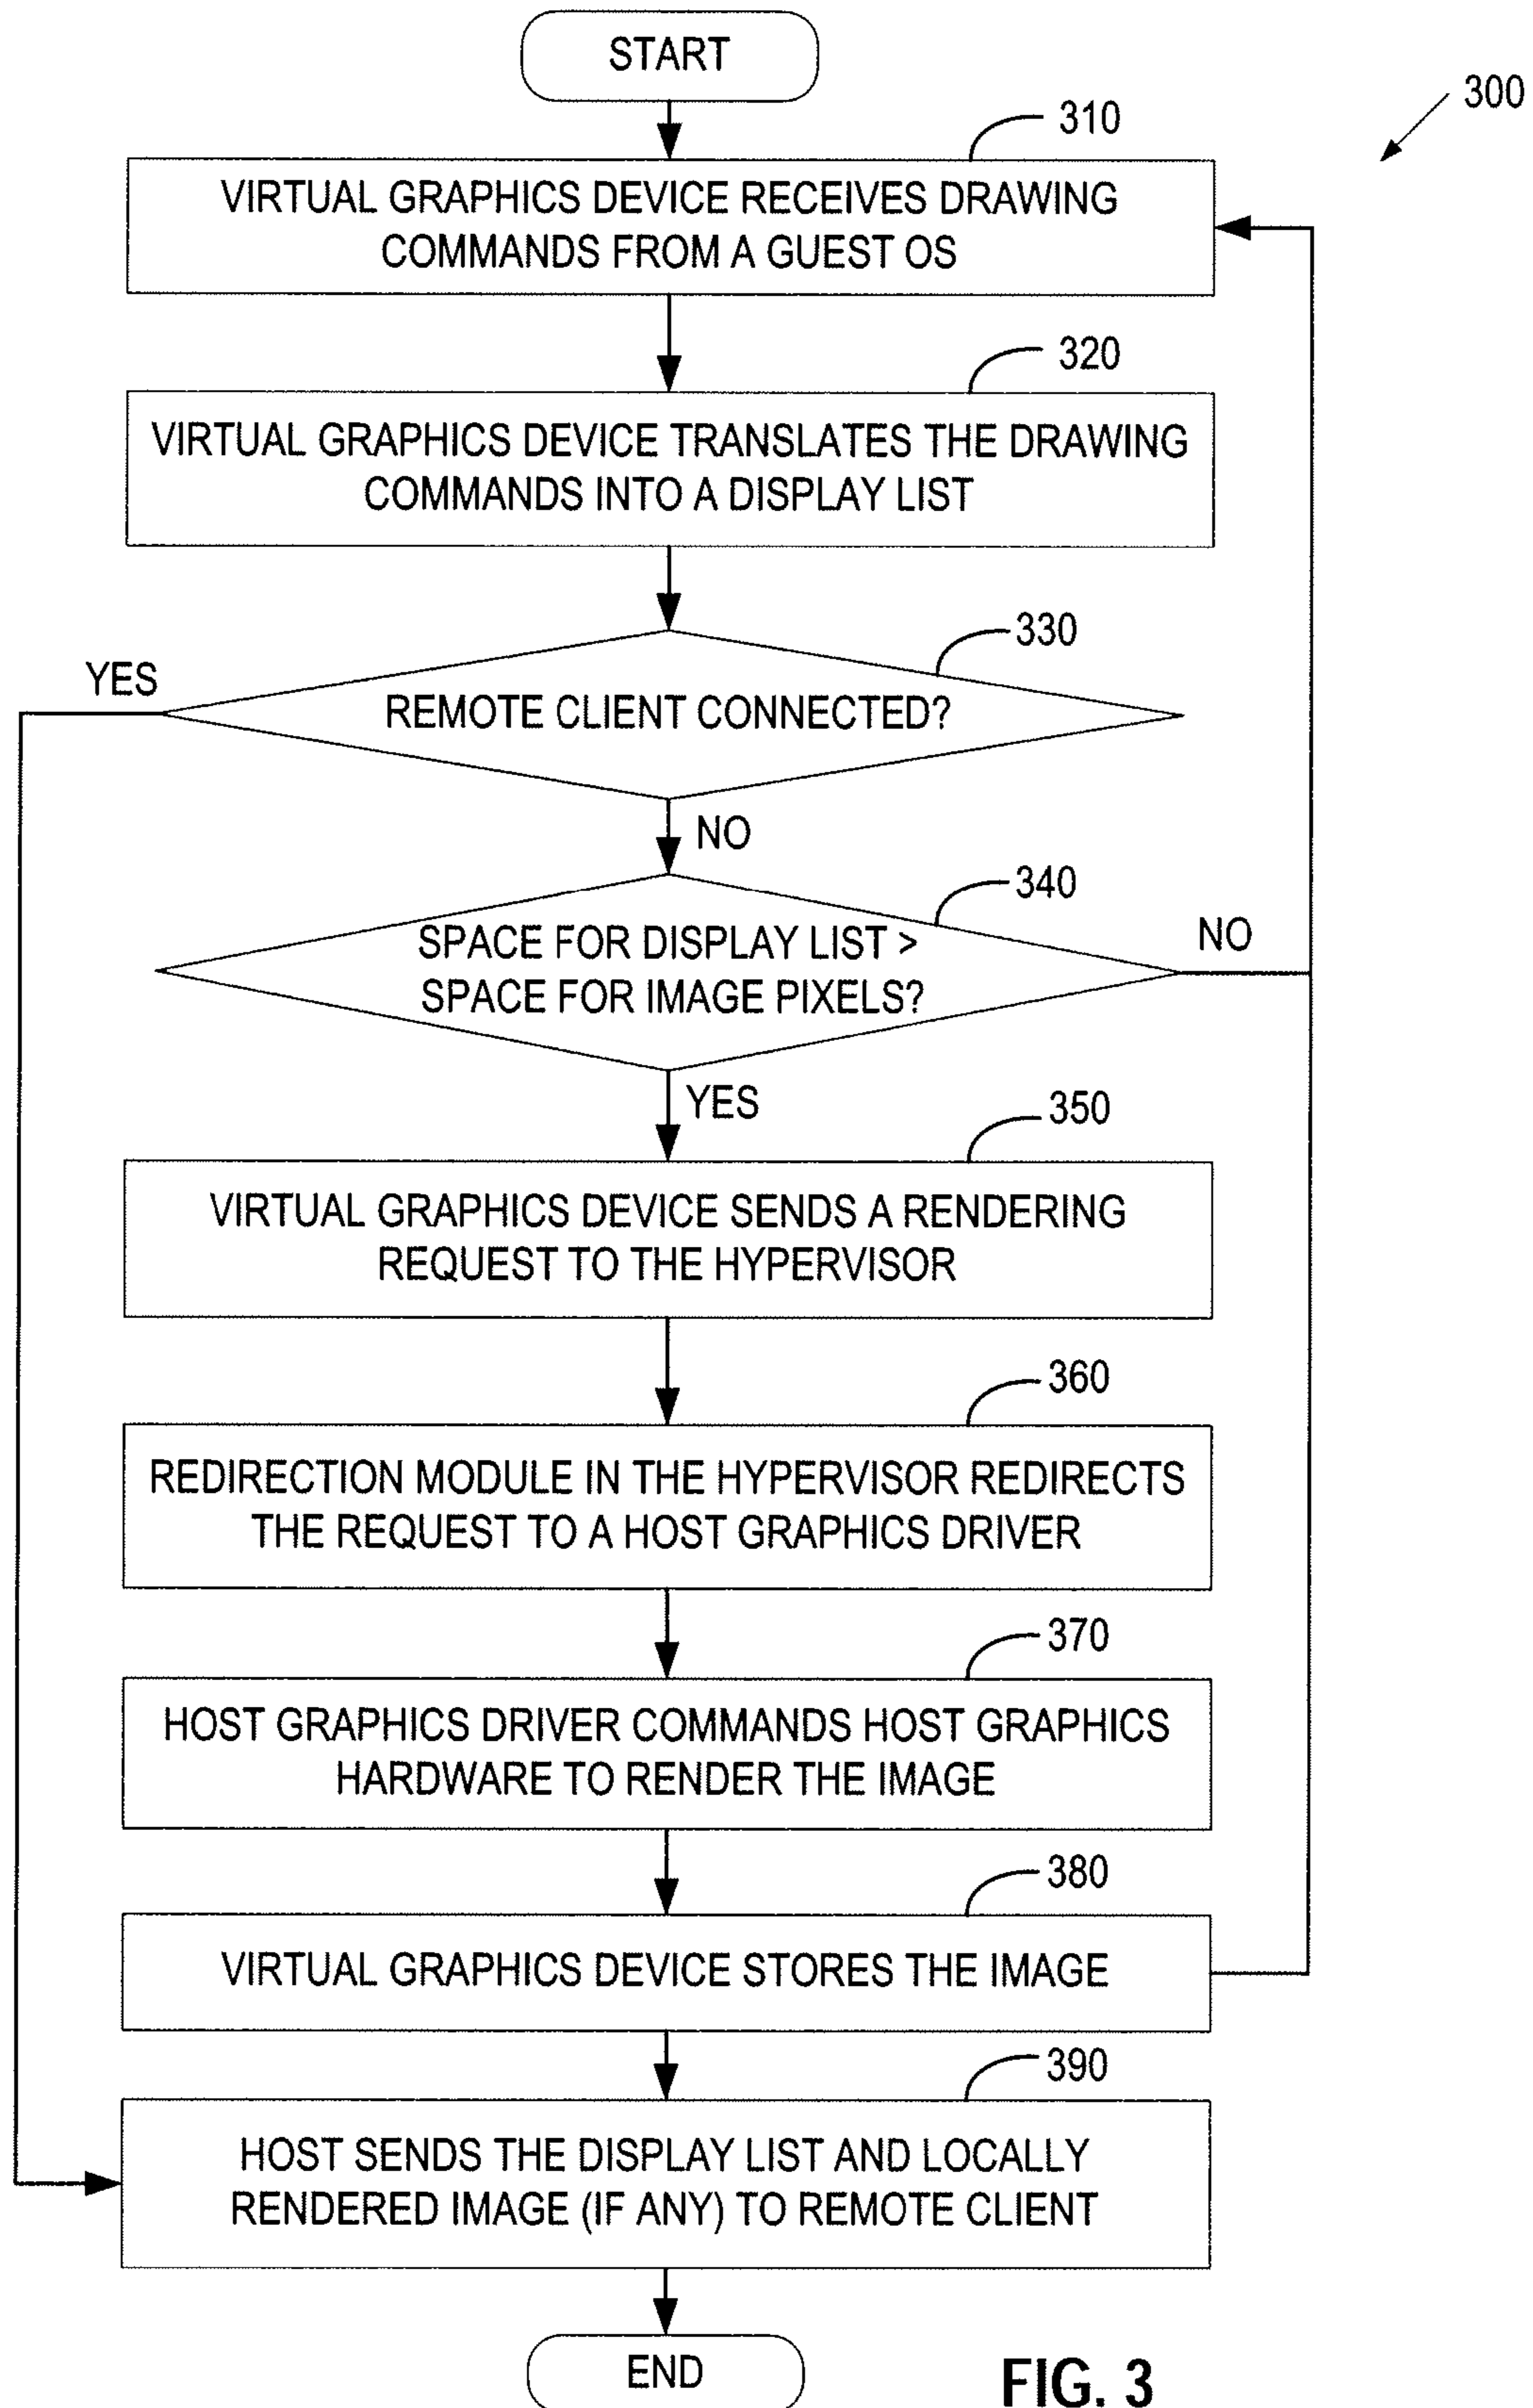 START
300
310
VIRTUAL GRAPHICS DEVICE RECEIVES DRAWING
COMMANDS FROM A GUEST OS
320
VIRTUAL GRAPHICS DEVICE TRANSLATES THE DRAWING
COMMANDS INTO A DISPLAY LIST
330
YES
REMOTE CLIENT CONNECTED?
NO
340
SPACE FOR DISPLAY LIST >
SPACE FOR IMAGE PIXELS?
NO
YES
350
VIRTUAL GRAPHICS DEVICE SENDS A RENDERING
REQUEST TO THE HYPERVISOR
360
REDIRECTION MODULE IN THE HYPERVISOR REDIRECTS
THE REQUEST TO A HOST GRAPHICS DRIVER
370
HOST GRAPHICS DRIVER COMMANDS HOST GRAPHICS
HARDWARE TO RENDER THE IMAGE
380
VIRTUAL GRAPHICS DEVICE STORES THE IMAGE
390
HOST SENDS THE DISPLAY LIST AND LOCALLY
RENDERED IMAGE (IF ANY) TO REMOTE CLIENT
END
FIG. 3